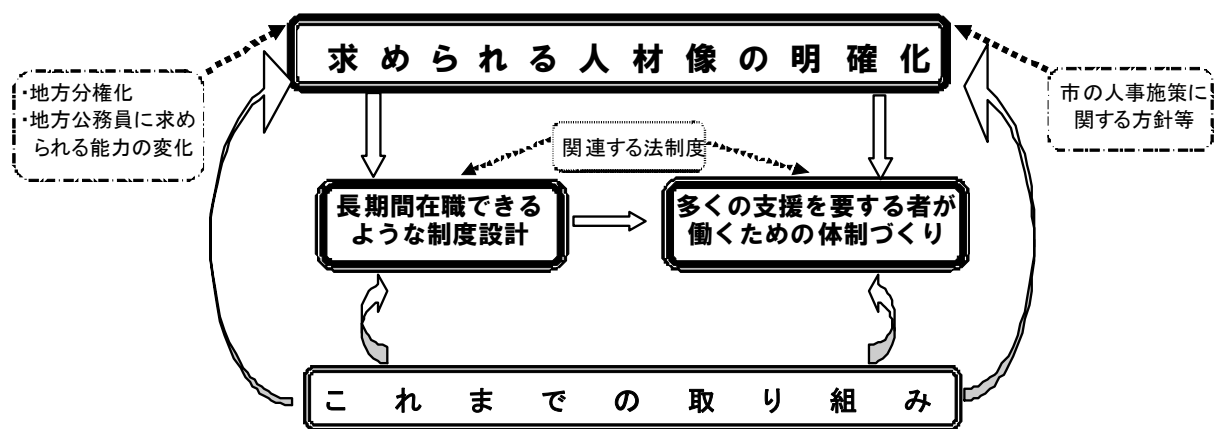 求められる人材像の明確化
・地方分権化
・地方公務員に求め
られる能力の変化
市の人事施策に
関する方針等
関連する法制度
長期間在職できる
ような制度設計
多くの支援を要する者が
働くための体制づくり
これまでの取り組み